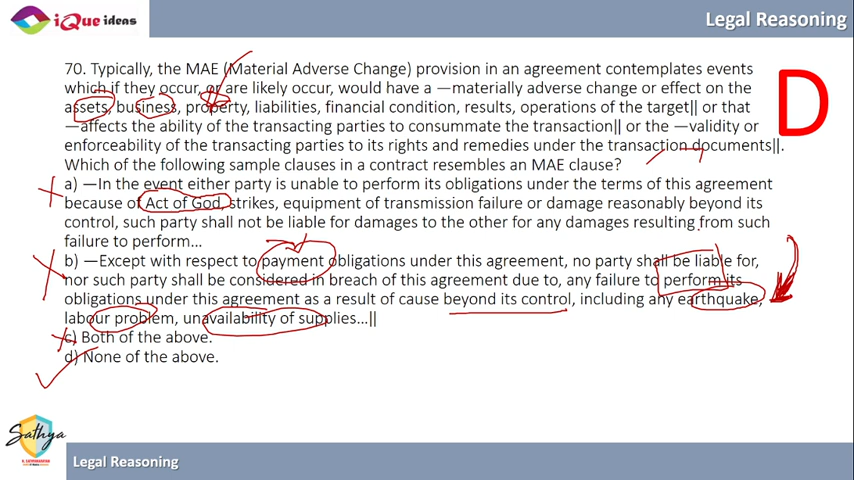 iQue ideas
Legal Reasoning
70. Typically, the MAE (Material Adverse Change) provision in an agreement contemplates events
which if they occur, or are likely occur, would have a —materially adverse change or effect on the
assets, business, property, liabilities, financial condition, results, operations of the target|| or that
—affects the ability of the transacting parties to consummate the transaction|| or the —validity or
enforceability of the transacting parties to its rights and remedies under the transaction documents||.
Which of the following sample clauses in a contract resembles an MAE clause?
a) —In the event either party is unable to perform its obligations under the terms of this agreement
because of Act of God, strikes, equipment of transmission failure or damage reasonably beyond its
control, such party shall not be liable for damages to the other for any damages resulting from such
failure to perform...
b) —Except with respect to payment obligations under this agreement, no party shall be liable for,
nor such party shall be considered in breach of this agreement due to, any failure to perform its
obligations under this agreement as a result of cause beyond its control, including any earthquake,
labour problem, unavailability of supplies...||
c) Both of the above.
d) None of the above.
D
Sathya
Legal Reasoning